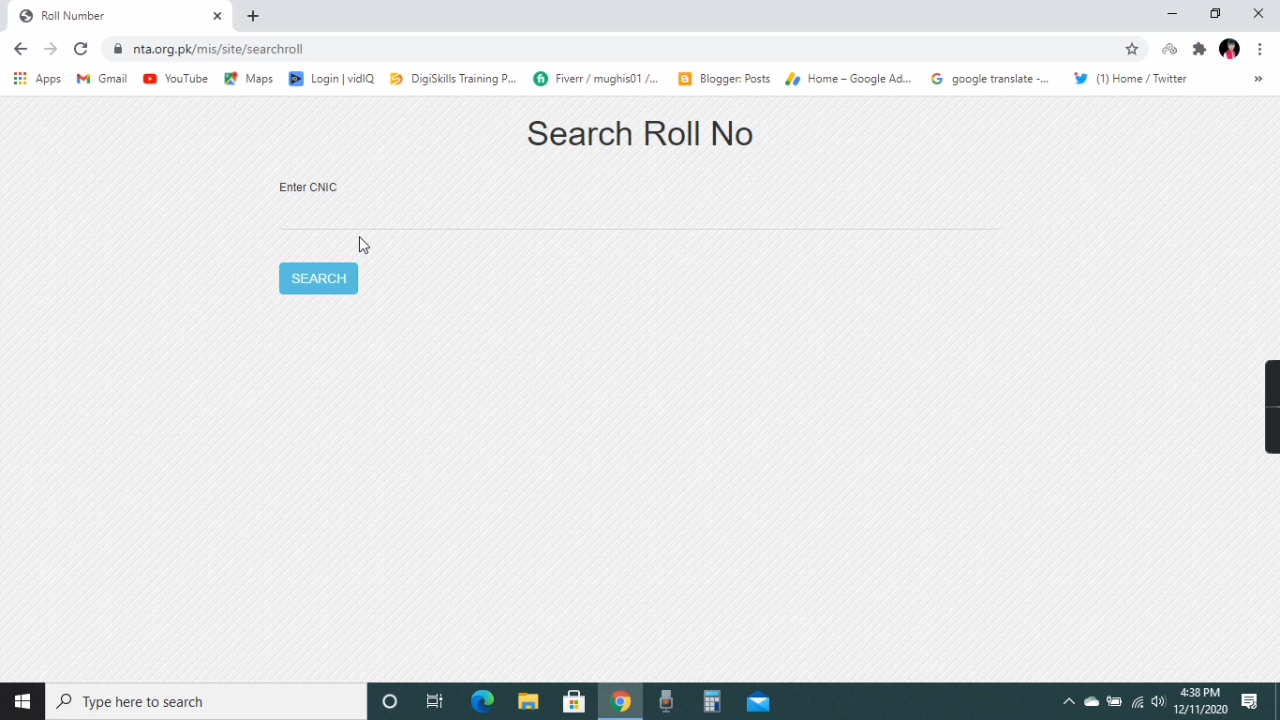 Roll Number
nta.org.pk/mis/site/searchroll
Apps Gmail YouTube Maps Login | vidIQ DigiSkills Training P... Fiverr / mughis01 /... Blogger: Posts Home – Google Ad... google translate -... (1) Home / Twitter »
Search Roll No
Enter CNIC
SEARCH
Type here to search
4:38 PM
12/11/2020